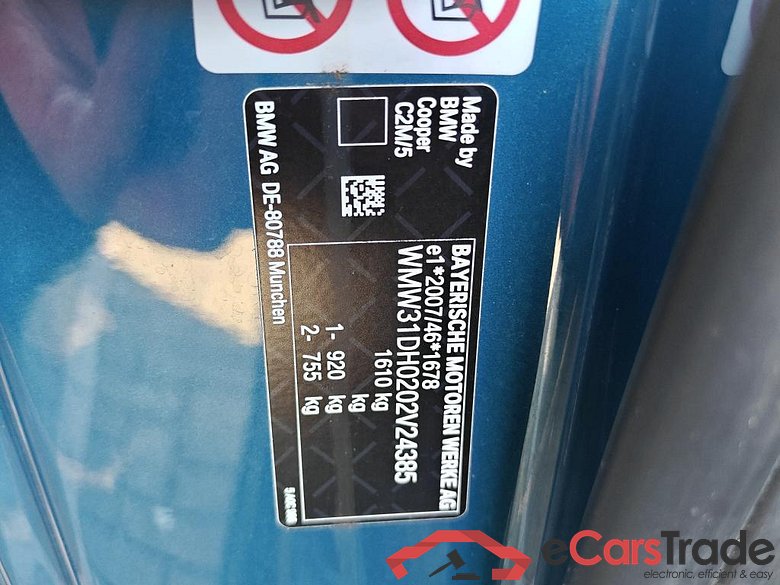 BAYERISCHE MOTOREN WERKE AG
e1*2007/46*1678
WMW31DH0202V24385
1610 kg
kg
1- 920 kg
2- 755 kg
Made by
BMW
Cooper
C2M/5
BMW AG DE-80788 München
eCarsTrade
electronic, efficient & easy